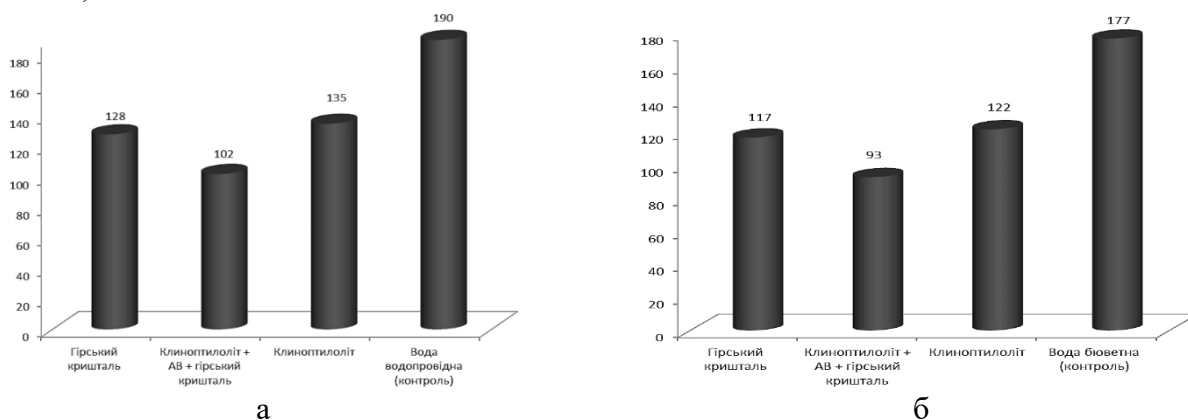 190
180
160
140
120
100
80
60
40
20
0
128
102
135
Гірський
кришталь
Клиноптилоліт +
АВ + гірський
кришталь
Клиноптилоліт
Вода
водопровідна
(контроль)
а
177
180
160
140
120
100
80
60
40
20
0
117
93
122
Гірський
кришталь
Клиноптилоліт +
АВ + гірський
кришталь
Клиноптилоліт
Вода бюветна
(контроль)
б